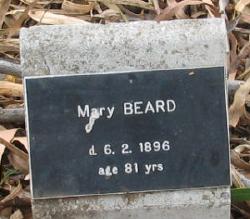 Mary BEARD
d. 6. 2. 1896
age 81 yrs